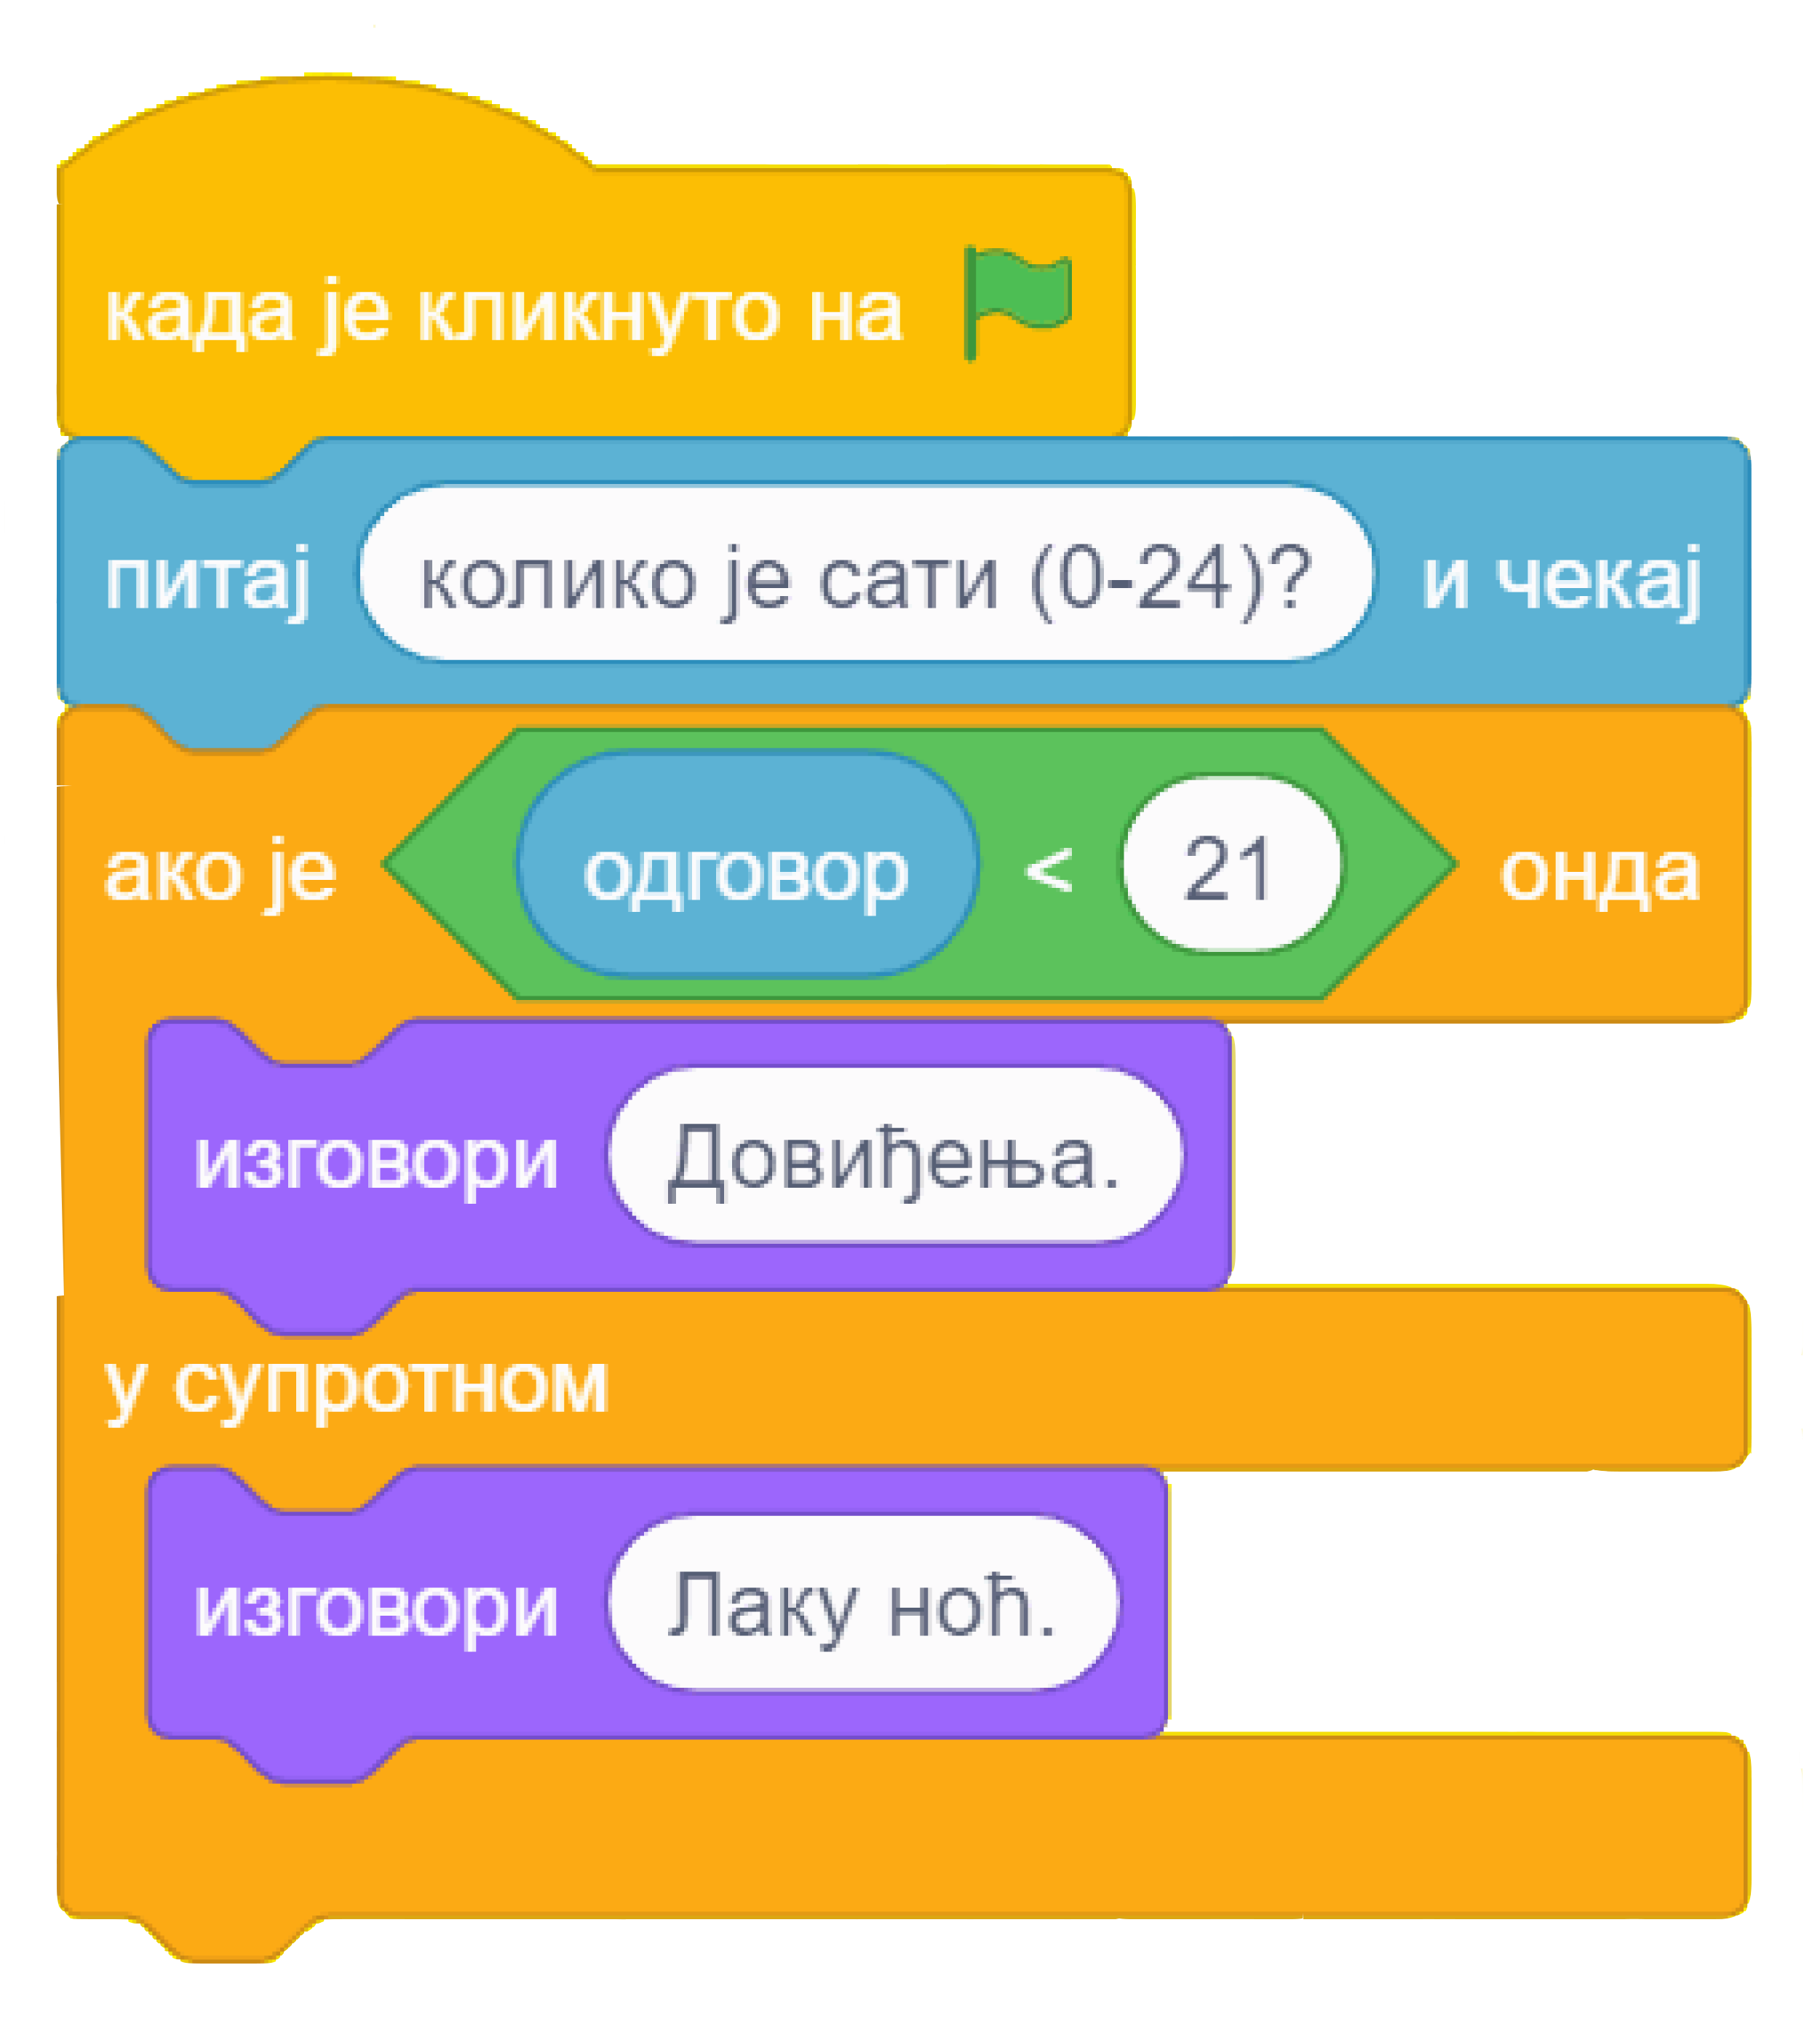 када је кликнуто на
питај колико је сати (0-24)? и чекај
ако је одговор < 21 онда
изговори Довиђења.
у супротном
изговори Лаку ноћ.